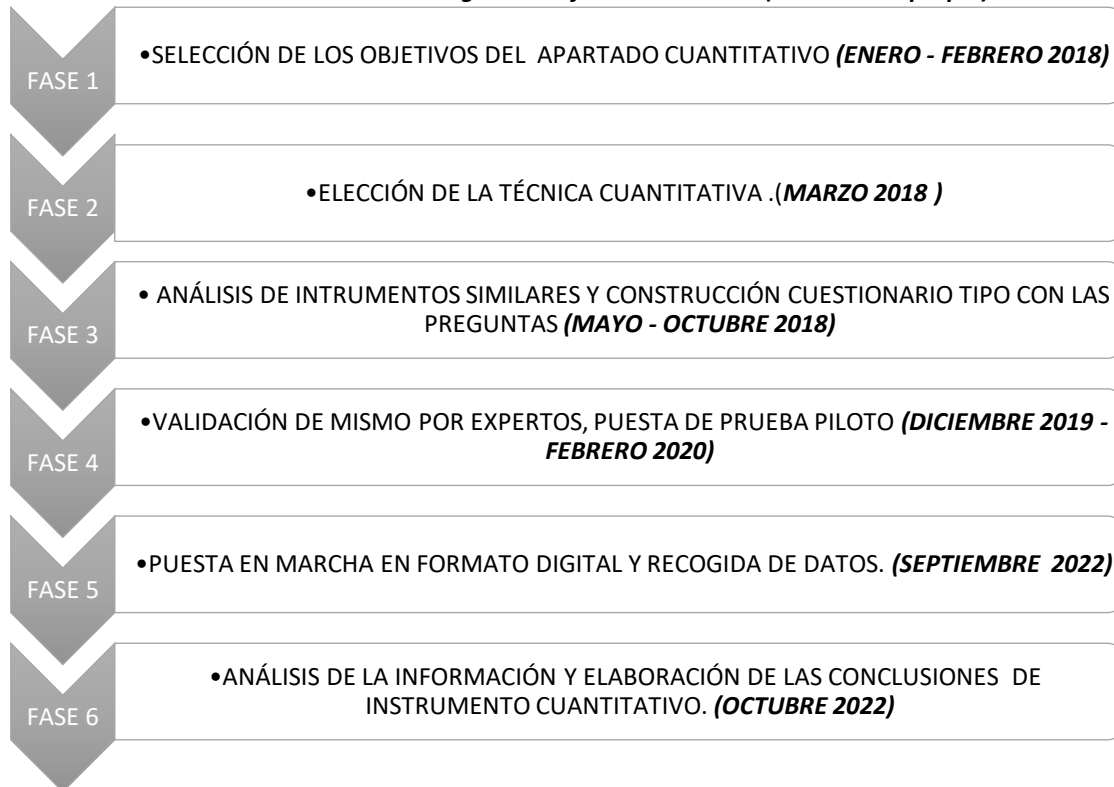 FASE 1
•SELECCIÓN DE LOS OBJETIVOS DEL APARTADO CUANTITATIVO (ENERO - FEBRERO 2018)
FASE 2
•ELECCIÓN DE LA TÉCNICA CUANTITATIVA .(MARZO 2018 )
FASE 3
• ANÁLISIS DE INTRUMENTOS SIMILARES Y CONSTRUCCIÓN CUESTIONARIO TIPO CON LAS
PREGUNTAS (MAYO - OCTUBRE 2018)
FASE 4
•VALIDACIÓN DE MISMO POR EXPERTOS, PUESTA DE PRUEBA PILOTO (DICIEMBRE 2019 -
FEBRERO 2020)
FASE 5
•PUESTA EN MARCHA EN FORMATO DIGITAL Y RECOGIDA DE DATOS. (SEPTIEMBRE 2022)
FASE 6
•ANÁLISIS DE LA INFORMACIÓN Y ELABORACIÓN DE LAS CONCLUSIONES DE
INSTRUMENTO CUANTITATIVO. (OCTUBRE 2022)